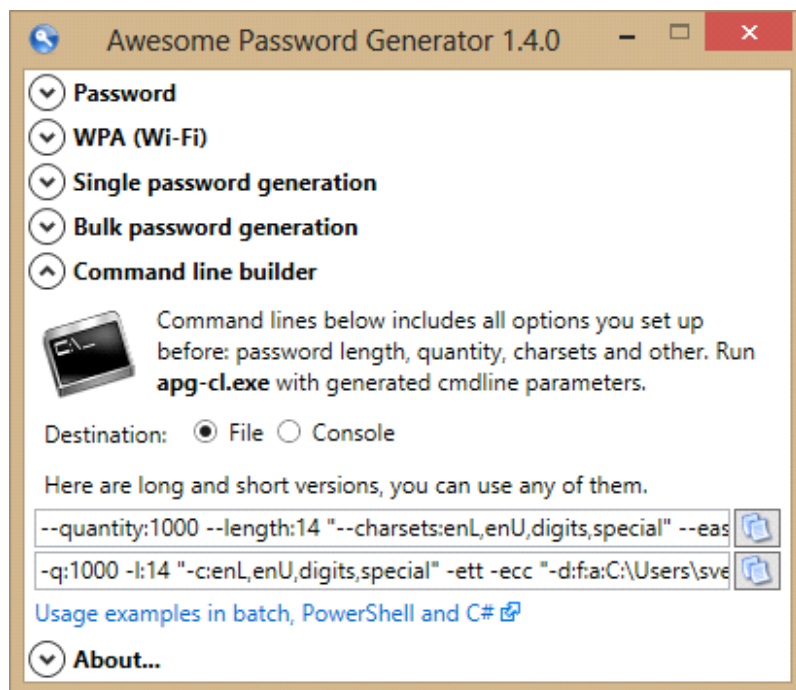 Awesome Password Generator 1.4.0
Password
WPA (Wi-Fi)
Single password generation
Bulk password generation
Command line builder
C:\_
Command lines below includes all options you set up
before: password length, quantity, charsets and other. Run
apg-cl.exe with generated cmdline parameters.
Destination: File Console
Here are long and short versions, you can use any of them.
--quantity:1000 --length:14 "--charsets:enL,enU,digits,special" --eas
-q:1000 -l:14 "-c:enL,enU,digits,special" -ett -ecc "-d:f:a:C:\Users\sve
Usage examples in batch, PowerShell and C#
About...